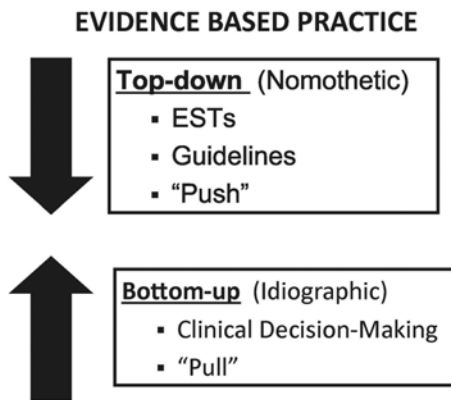 EVIDENCE BASED PRACTICE
Top-down (Nomothetic)
▪ ESTs
▪ Guidelines
▪ “Push”
Bottom-up (Idiographic)
▪ Clinical Decision-Making
▪ “Pull”